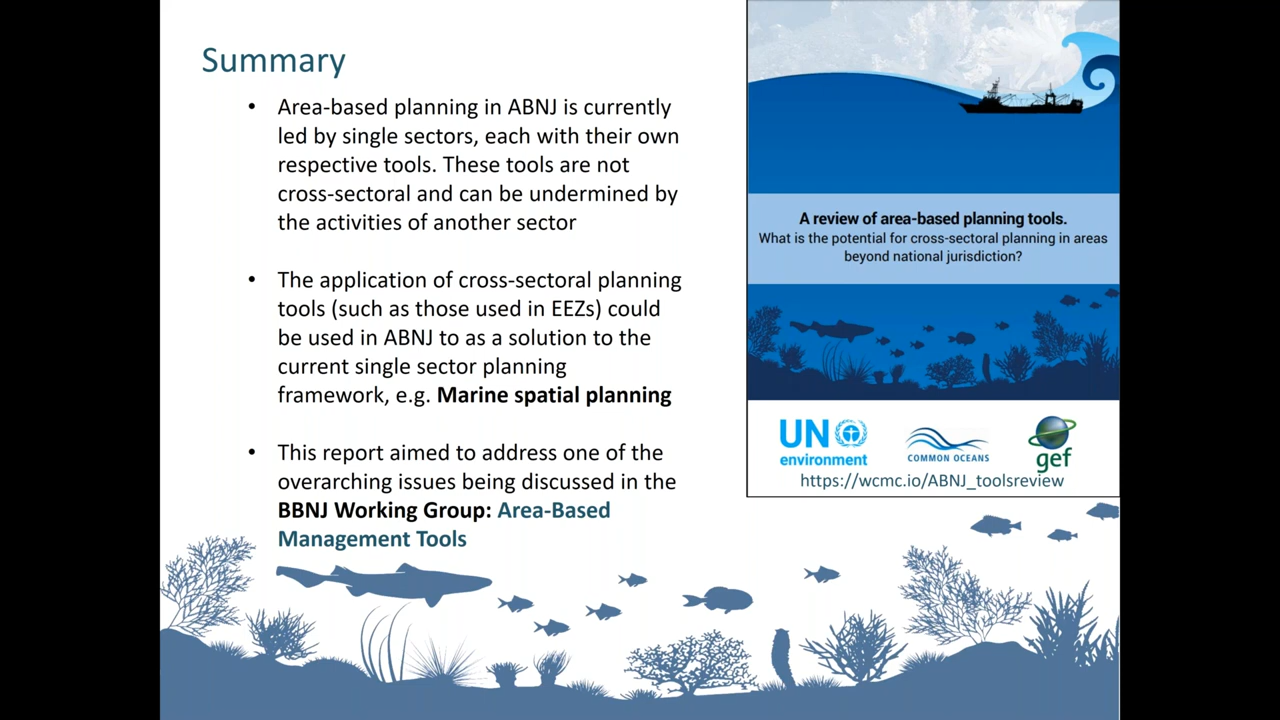 Summary
• Area-based planning in ABNJ is currently
led by single sectors, each with their own
respective tools. These tools are not
cross-sectoral and can be undermined by
the activities of another sector
• The application of cross-sectoral planning
tools (such as those used in EEZs) could
be used in ABNJ to as a solution to the
current single sector planning
framework, e.g. Marine spatial planning
• This report aimed to address one of the
overarching issues being discussed in the
BBNJ Working Group: Area-Based
Management Tools
A review of area-based planning tools.
What is the potential for cross-sectoral planning in areas
beyond national jurisdiction?
UN
environment
COMMON OCEANS
gef
https://wcmc.io/ABNJ_toolsreview